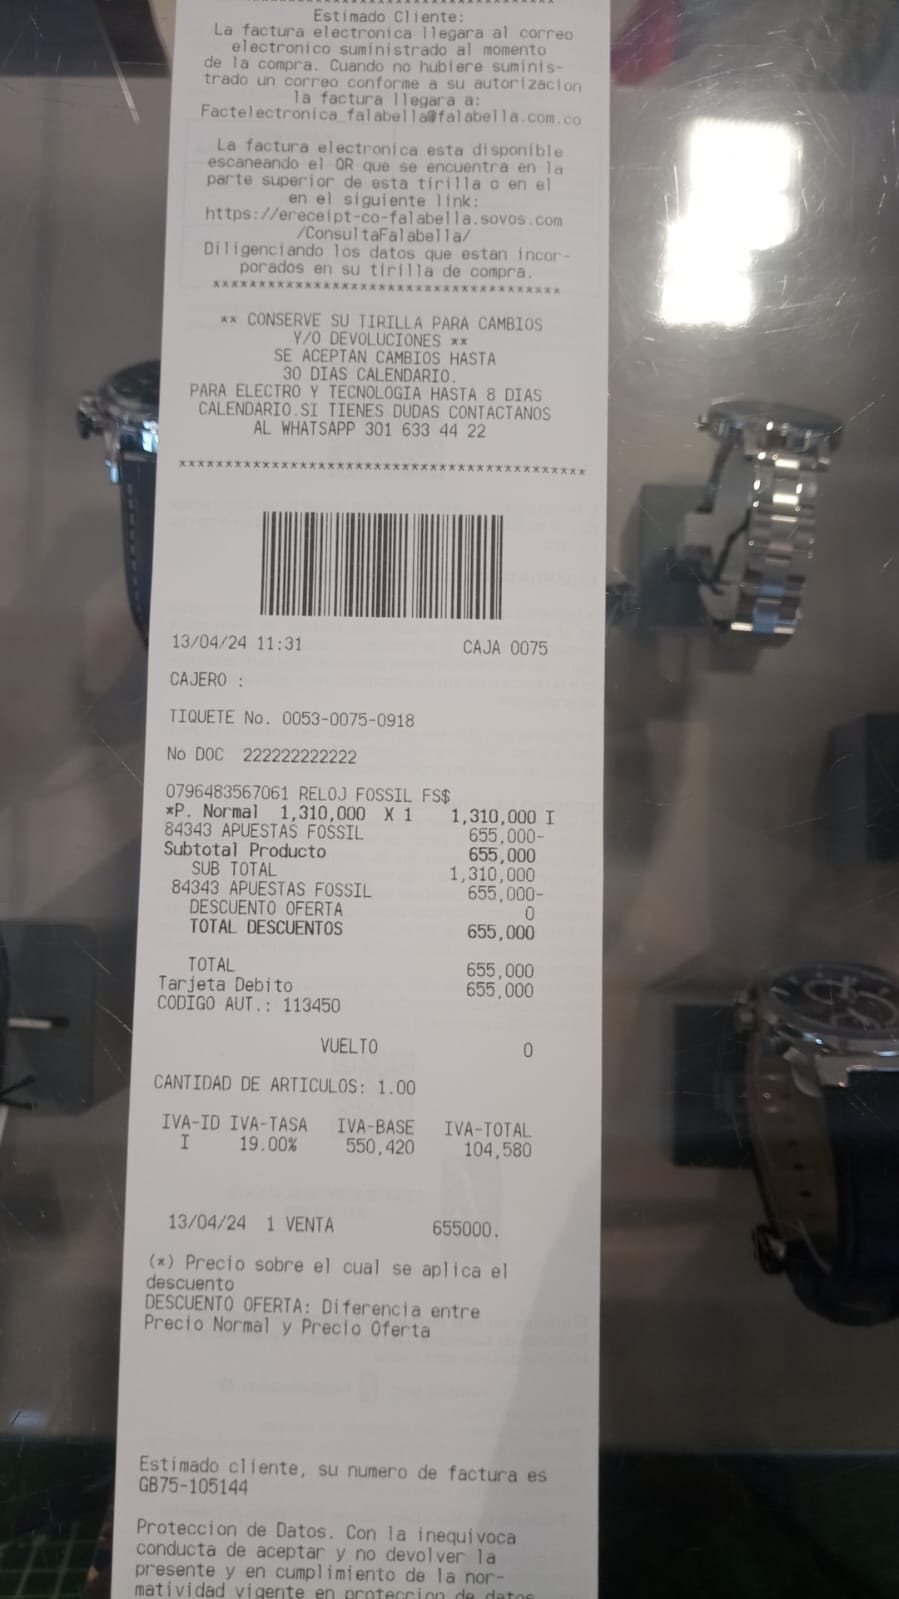 Estimado Cliente:
La factura electronica llegara al correo
electronico suministrado al momento
de la compra. Cuando no hubiere suminis-
trado un correo conforme a su autorizacion
la factura llegara a:
Factelectronica_falabella@falabella.com.co
La factura electronica esta disponible
escaneando el QR que se encuentra en la
parte superior de esta tirilla o en el
en el siguiente link:
https://ereceipt-co-falabella.sovos.com
/ConsultaFalabella/
Diligenciando los datos que estan incor-
porados en su tirilla de compra.
** CONSERVE SU TIRILLA PARA CAMBIOS
Y/O DEVOLUCIONES **
SE ACEPTAN CAMBIOS HASTA
30 DIAS CALENDARIO.
PARA ELECTRO Y TECNOLOGIA HASTA 8 DIAS
CALENDARIO.SI TIENES DUDAS CONTACTANOS
AL WHATSAPP 301 633 44 22
13/04/24 11:31 CAJA 0075
CAJERO :
TIQUETE No. 0053-0075-0918
No DOC 222222222222
0796483567061 RELOJ FOSSIL FS$
*P. Normal 1,310,000 X 1 1,310,000 I
84343 APUESTAS FOSSIL 655,000-
Subtotal Producto 655,000
SUB TOTAL 1,310,000
84343 APUESTAS FOSSIL 655,000-
DESCUENTO OFERTA 0
TOTAL DESCUENTOS 655,000
TOTAL 655,000
Tarjeta Debito 655,000
CODIGO AUT.: 113450
VUELTO 0
CANTIDAD DE ARTICULOS: 1.00
IVA-ID IVA-TASA IVA-BASE IVA-TOTAL
I 19.00% 550,420 104,580
13/04/24 1 VENTA 655000.
(*) Precio sobre el cual se aplica el
descuento
DESCUENTO OFERTA: Diferencia entre
Precio Normal y Precio Oferta
Estimado cliente, su numero de factura es
GB75-105144
Proteccion de Datos. Con la inequivoca
conducta de aceptar y no devolver la
presente y en cumplimiento de la nor-
matividad vigente en proteccion de datos